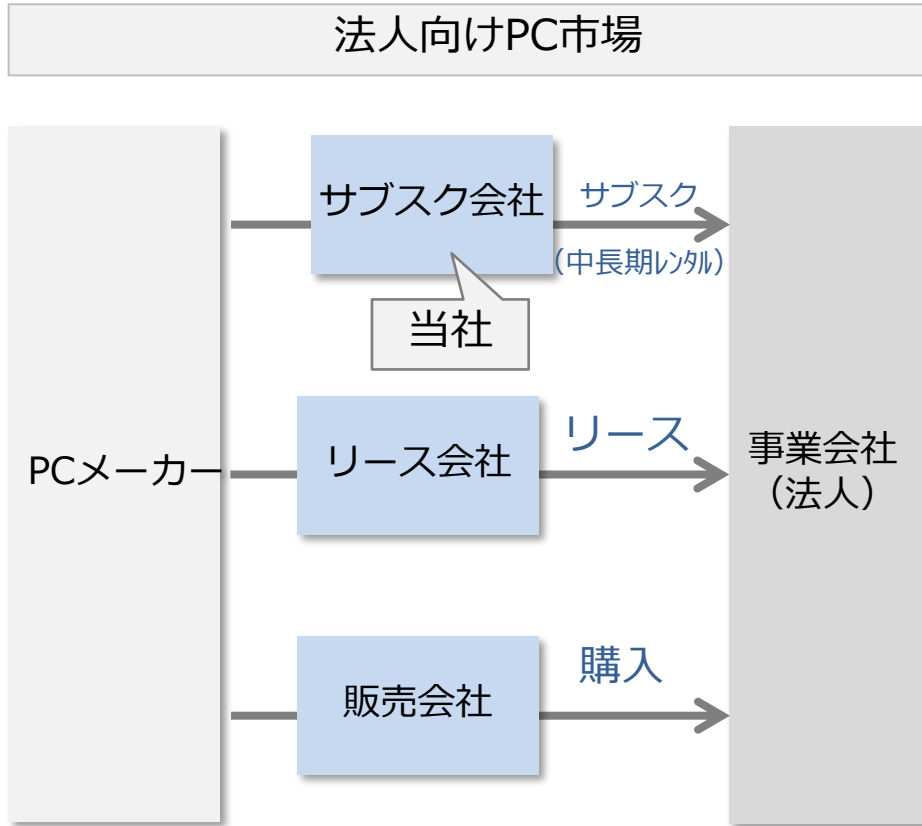 法人向けPC市場
サブスク会社
サブスク
（中長期ﾚﾝﾀﾙ）
当社
PCメーカー
リース会社
リース
事業会社
（法人）
販売会社
購入